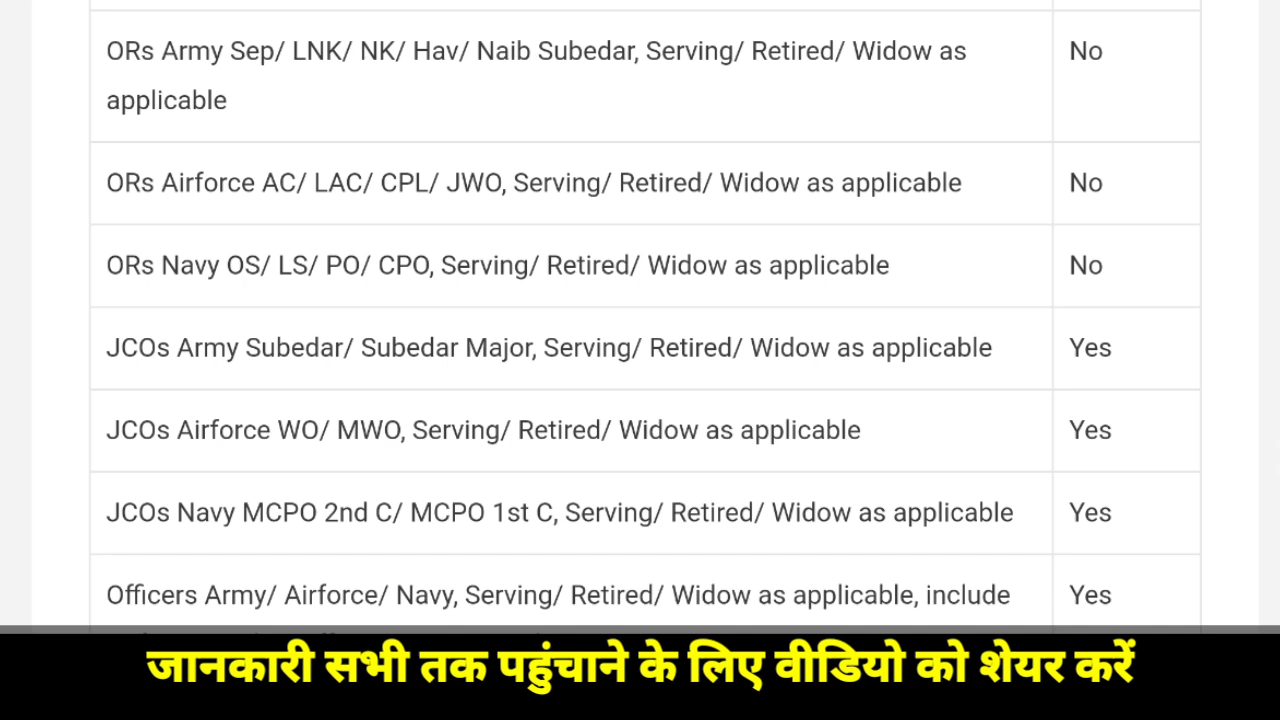 ORs Army Sep/ LNK/ NK/ Hav/ Naib Subedar, Serving/ Retired/ Widow as No
applicable
ORs Airforce AC/ LAC/ CPL/ JWO, Serving/ Retired/ Widow as applicable No
ORs Navy OS/ LS/ PO/ CPO, Serving/ Retired/ Widow as applicable No
JCOs Army Subedar/ Subedar Major, Serving/ Retired/ Widow as applicable Yes
JCOs Airforce WO/ MWO, Serving/ Retired/ Widow as applicable Yes
JCOs Navy MCPO 2nd C/ MCPO 1st C, Serving/ Retired/ Widow as applicable Yes
Officers Army/ Airforce/ Navy, Serving/ Retired/ Widow as applicable, include Yes
जानकारी सभी तक पहुंचाने के लिए वीडियो को शेयर करें